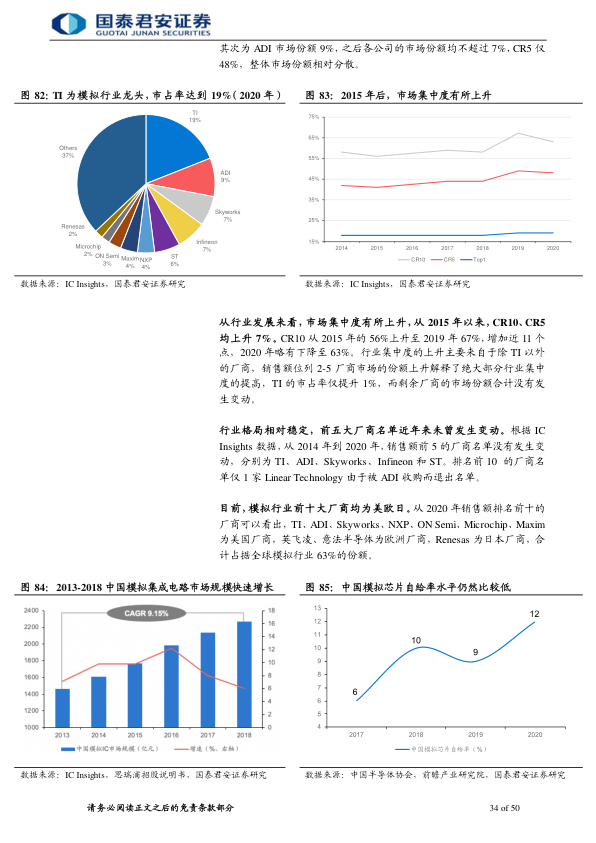 国泰君安证券
GUOTAI JUNAN SECURITIES
其次为 ADI 市场份额 9%，之后各公司的市场份额均不超过 7%，CR5 仅
48%，整体市场份额相对分散。
图 82：TI 为模拟行业龙头，市占率达到 19%（2020 年）
TI
19%
ADI
9%
Skyworks
7%
Infineon
7%
ST
6%
NXP
4%
Maxim
4%
ON Semi
3%
Microchip
2%
Renesas
2%
Others
37%
数据来源：IC Insights，国泰君安证券研究
图 83：2015 年后，市场集中度有所上升
75%
65%
55%
45%
35%
25%
15%
2014 2015 2016 2017 2018 2019 2020
CR10 CR5 Top1
数据来源：IC Insights，国泰君安证券研究
从行业发展来看，市场集中度有所上升，从 2015 年以来，CR10、CR5
均上升 7%。CR10 从 2015 年的 56%上升至 2019 年 67%，增加近 11 个
点，2020 年略有下降至 63%。行业集中度的上升主要来自于除 TI 以外
的厂商，销售额位列 2-5 厂商市场的份额上升解释了绝大部分行业集中
度的提高，TI 的市占率仅提升 1%，而剩余厂商的市场份额合计没有发
生变动。
行业格局相对稳定，前五大厂商名单近年来未曾发生变动。根据 IC
Insights 数据，从 2014 年到 2020 年，销售额前 5 的厂商名单没有发生变
动，分别为 TI、ADI、Skyworks、Infineon 和 ST。排名前 10 的厂商名
单仅 1 家 Linear Technology 由于被 ADI 收购而退出名单。
目前，模拟行业前十大厂商均为美欧日。从 2020 年销售额排名前十的
厂商可以看出，TI、ADI、Skyworks、NXP、ON Semi、Microchip、Maxim
为美国厂商，英飞凌、意法半导体为欧洲厂商，Renesas 为日本厂商，合
计占据全球模拟行业 63%的份额。
图 84：2013-2018 中国模拟集成电路市场规模快速增长
CAGR 9.15%
2400
2200
2000
1800
1600
1400
1200
1000
18
16
14
12
10
8
6
4
2
0
2013 2014 2015 2016 2017 2018
中国模拟IC市场规模（亿元） 增速（%，右轴）
数据来源：IC Insights，思瑞浦招股说明书，国泰君安证券研究
图 85：中国模拟芯片自给率水平仍然比较低
13
12
11
10
9
8
7
6
5
4
6
10
9
12
2017 2018 2019 2020
中国模拟芯片自给率（%）
数据来源：中国半导体协会，前瞻产业研究院，国泰君安证券研究
请务必阅读正文之后的免责条款部分
34 of 50